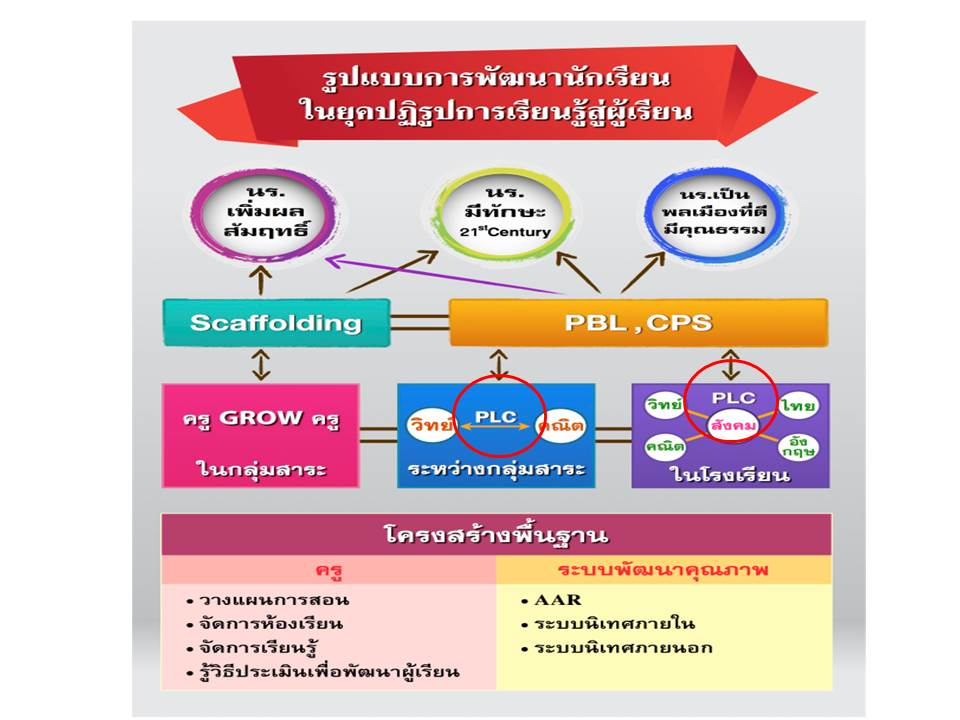 รูปแบบการพัฒนานักเรียน
ในยุคปฏิรูปการเรียนรู้สู่ผู้เรียน
นร.
เพิ่มผล
สัมฤทธิ์
นร.
มีทักษะ
21stCentury
นร.เป็น
พลเมืองที่ดี
มีคุณธรรม
Scaffolding
PBL , CPS
ครู GROW ครู
ในกลุ่มสาระ
วิทย์
PLC
คณิต
ระหว่างกลุ่มสาระ
วิทย์
PLC
ไทย
สังคม
คณิต
อัง
กฤษ
ในโรงเรียน
โครงสร้างพื้นฐาน
ครู
• วางแผนการสอน
• จัดการห้องเรียน
• จัดการเรียนรู้
• รู้วิธีประเมินเพื่อพัฒนาผู้เรียน
ระบบพัฒนาคุณภาพ
• AAR
• ระบบนิเทศภายใน
• ระบบนิเทศภายนอก